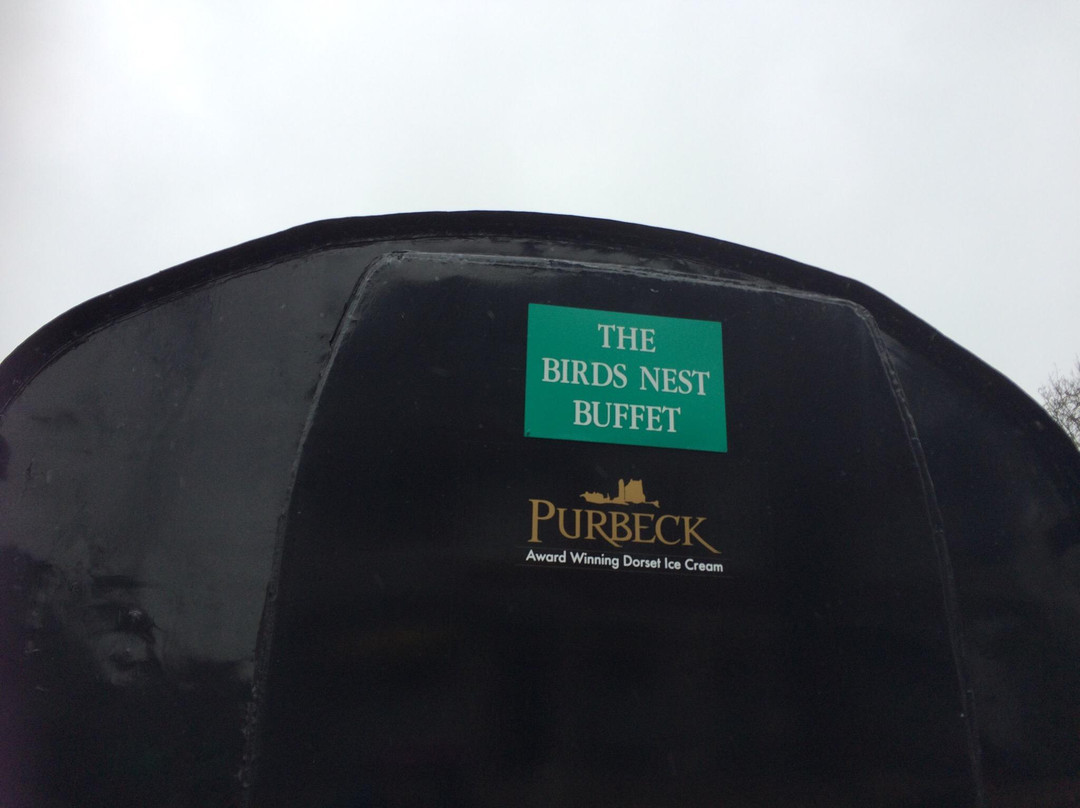 THE
BIRDS NEST
BUFFET
PURBECK
Award Winning Dorset Ice Cream